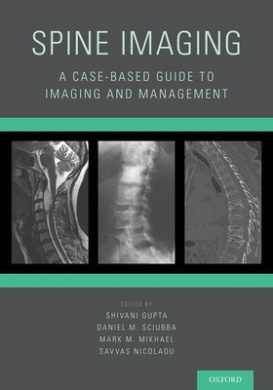 SPINE IMAGING
A CASE-BASED GUIDE TO
IMAGING AND MANAGEMENT
EDITED BY
SHIVANI GUPTA
DANIEL M. SCIUBBA
MARK M. MIKHAEL
SAVVAS NICOLAOU
OXFORD